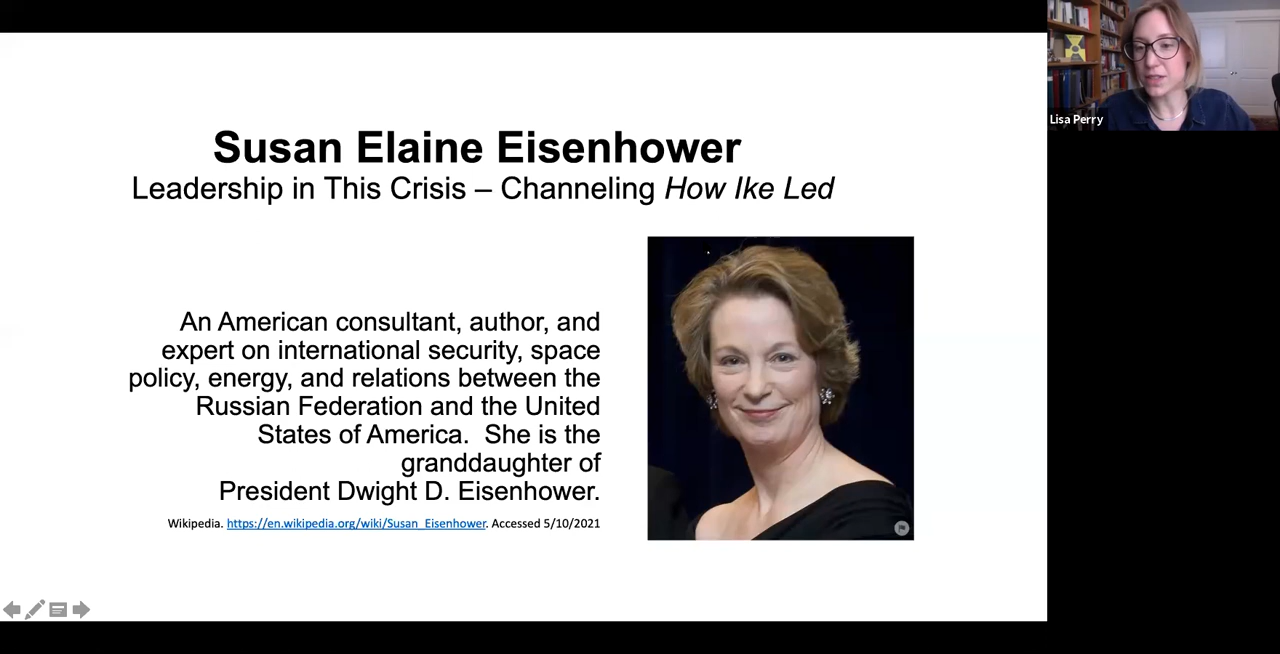 Susan Elaine Eisenhower
Leadership in This Crisis – Channeling How Ike Led
An American consultant, author, and
expert on international security, space
policy, energy, and relations between the
Russian Federation and the United
States of America.  She is the
granddaughter of
President Dwight D. Eisenhower.
Wikipedia. https://en.wikipedia.org/wiki/Susan_Eisenhower. Accessed 5/10/2021
Lisa Perry